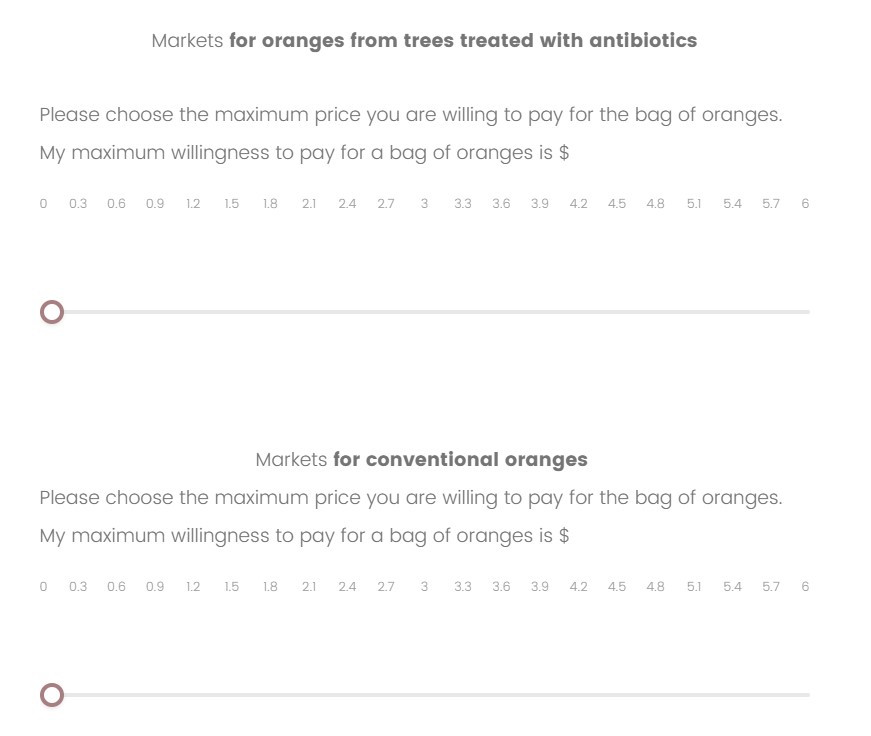 Markets for oranges from trees treated with antibiotics
Please choose the maximum price you are willing to pay for the bag of oranges.
My maximum willingness to pay for a bag of oranges is $
0 0.3 0.6 0.9 1.2 1.5 1.8 2.1 2.4 2.7 3 3.3 3.6 3.9 4.2 4.5 4.8 5.1 5.4 5.7 6
Markets for conventional oranges
Please choose the maximum price you are willing to pay for the bag of oranges.
My maximum willingness to pay for a bag of oranges is $
0 0.3 0.6 0.9 1.2 1.5 1.8 2.1 2.4 2.7 3 3.3 3.6 3.9 4.2 4.5 4.8 5.1 5.4 5.7 6